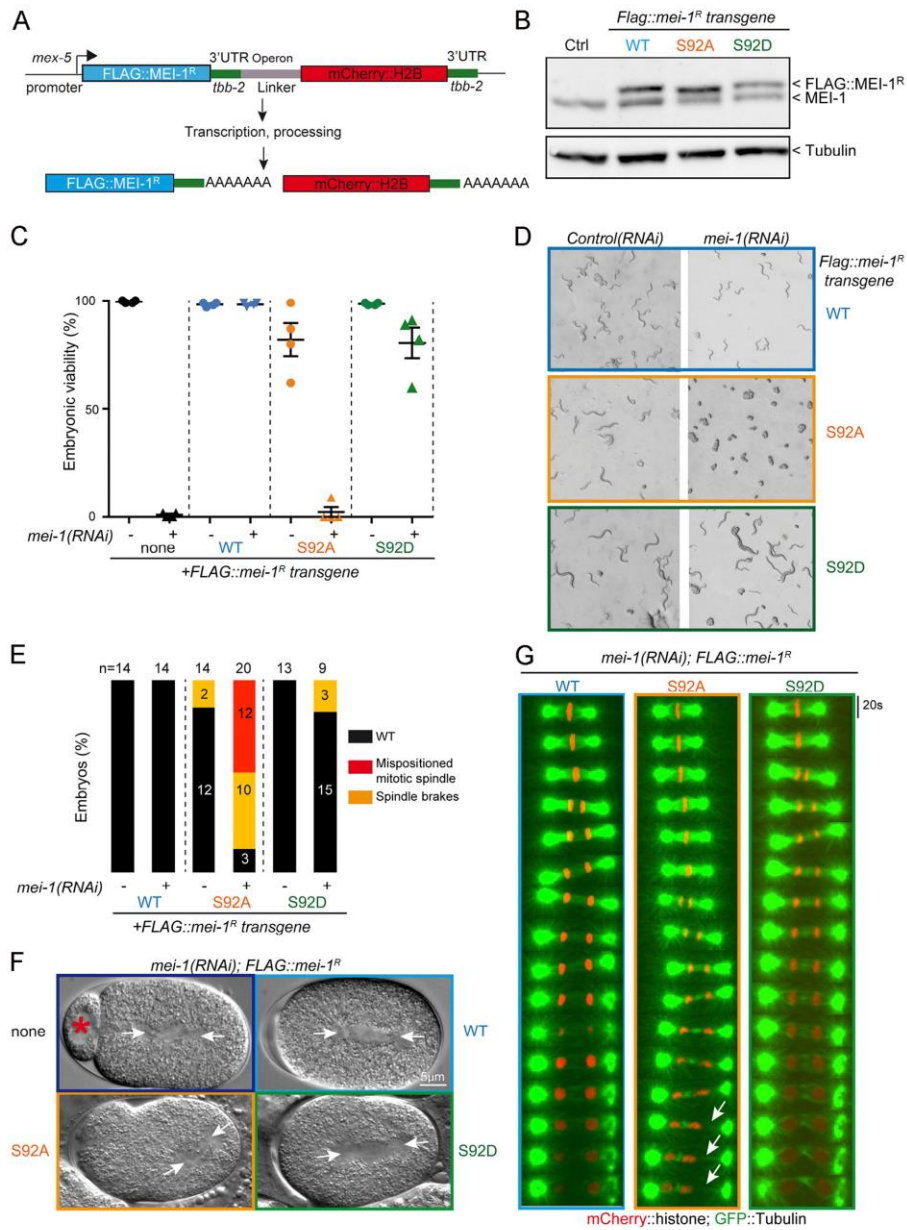 A
mex-5
promoter
FLAG::MEI-1R
3'UTR Operon
tbb-2
Linker
mCherry::H2B
3'UTR
tbb-2
Transcription, processing
FLAG::MEI-1R
AAAAAAA
mCherry::H2B
AAAAAAA
B
Flag::mei-1R transgene
Ctrl WT S92A S92D
< FLAG::MEI-1R
< MEI-1
< Tubulin
C
Embryonic viability (%)
100
50
0
mei-1(RNAi) - + - + - + - +
none WT S92A S92D
+FLAG::mei-1R transgene
D
Control(RNAi) mei-1(RNAi)
Flag::mei-1R
transgene
WT
S92A
S92D
E
n=14 14 14 20 13 9
Embryos (%)
2
12
12
10
3
3
15
WT
Mispositioned
mitotic spindle
Spindle brakes
mei-1(RNAi) - + - + - +
WT S92A S92D
+FLAG::mei-1R transgene
F
mei-1(RNAi); FLAG::mei-1R
none
*
WT
5µm
S92A
S92D
G
mei-1(RNAi); FLAG::mei-1R
WT S92A S92D
20s
mCherry::histone; GFP::Tubulin